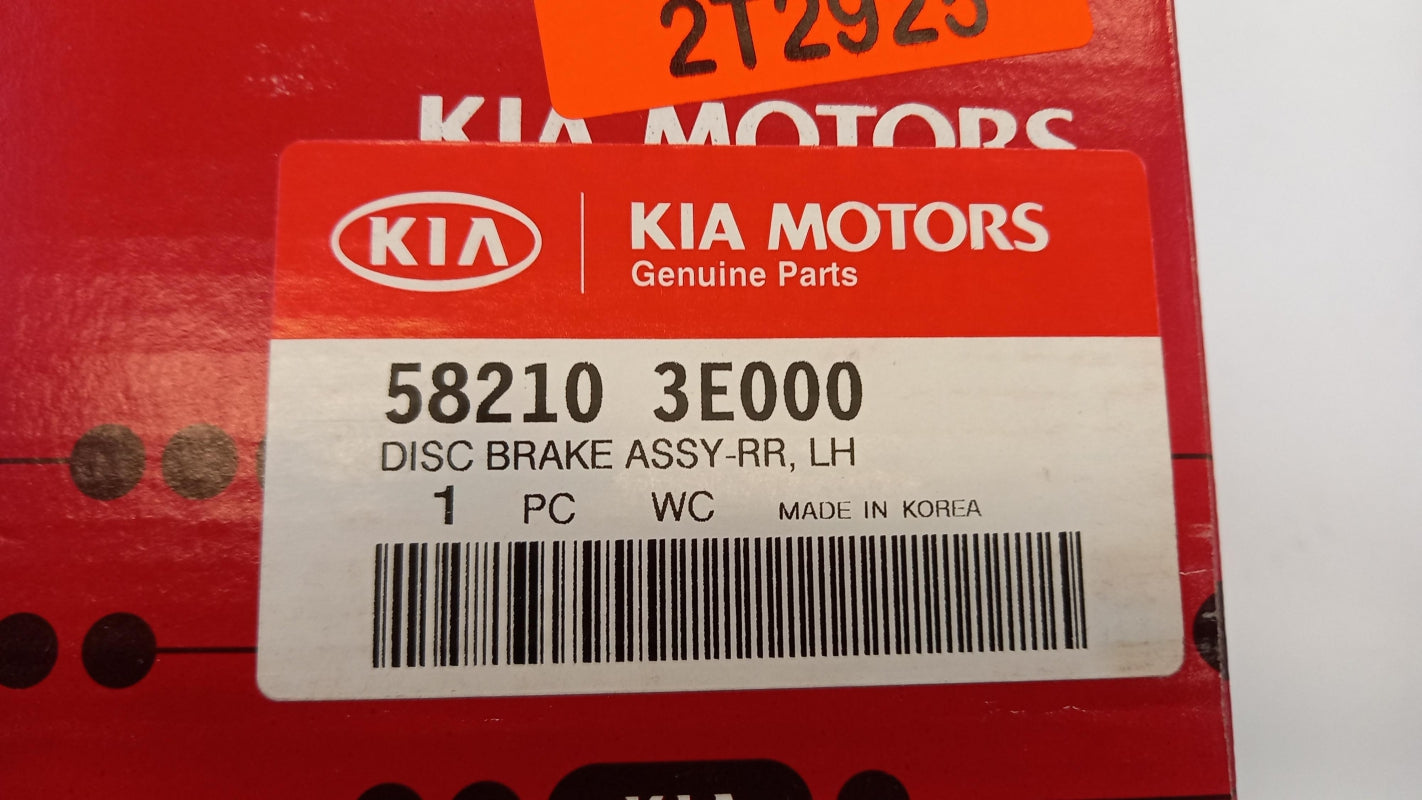 2T2925
KIA MOTORS
KIA
KIA MOTORS
Genuine Parts
58210 3E000
DISC BRAKE ASSY-RR, LH
1 PC WC MADE IN KOREA
KIA